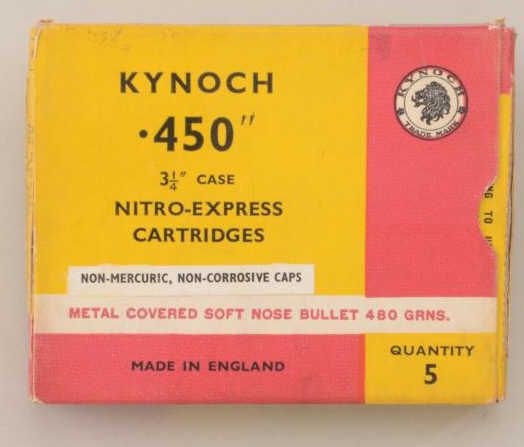 KYNOCH
KYNOCH
TRADE MARK
·450"
3¼" CASE
NITRO-EXPRESS
CARTRIDGES
NON-MERCURIC, NON-CORROSIVE CAPS
METAL COVERED SOFT NOSE BULLET 480 GRNS.
MADE IN ENGLAND
QUANTITY
5
TO